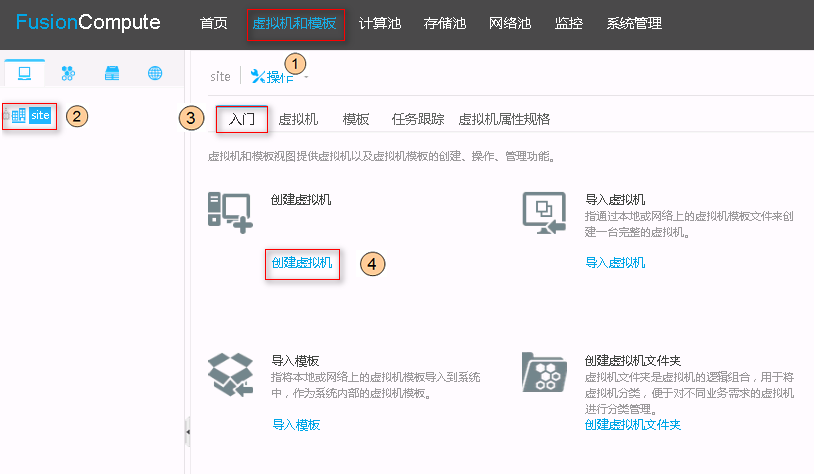 FusionCompute 首页 虚拟机和模板 计算池 存储池 网络池 监控 系统管理
1
site 操作
site 2
3 入门 虚拟机 模板 任务跟踪 虚拟机属性规格
虚拟机和模板视图提供虚拟机以及虚拟机模板的创建、操作、管理功能。
创建虚拟机
创建虚拟机 4
导入虚拟机
指通过本地或网络上的虚拟机模板文件来创
建一台完整的虚拟机。
导入虚拟机
导入模板
指将本地或网络上的虚拟机模板导入到系统
中，作为系统内部的虚拟机模板。
导入模板
创建虚拟机文件夹
虚拟机文件夹是虚拟机的逻辑组合，用于将
虚拟机分类，便于对不同业务需求的虚拟机
进行分类管理。
创建虚拟机文件夹